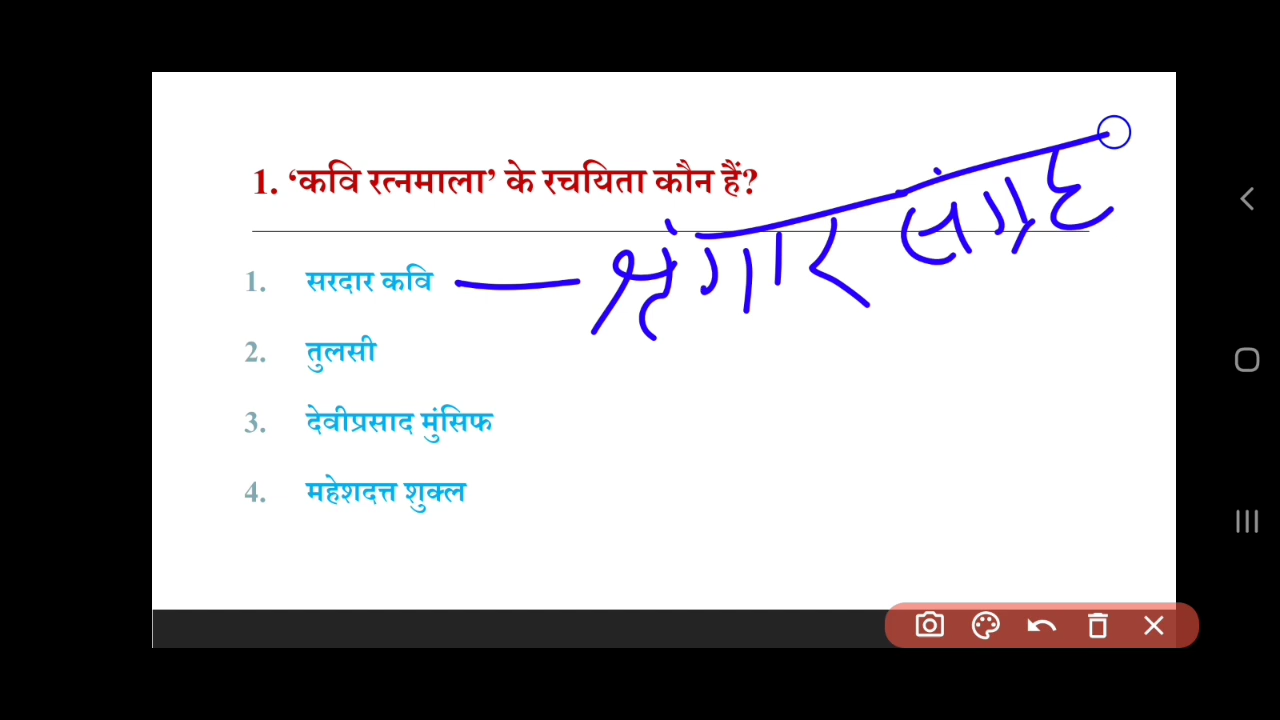 1. ‘कवि रत्नमाला’ के रचयिता कौन हैं?
1. सरदार कवि — श्रृंगार संग्रह
2. तुलसी
3. देवीप्रसाद मुंसिफ
4. महेशदत्त शुक्ल